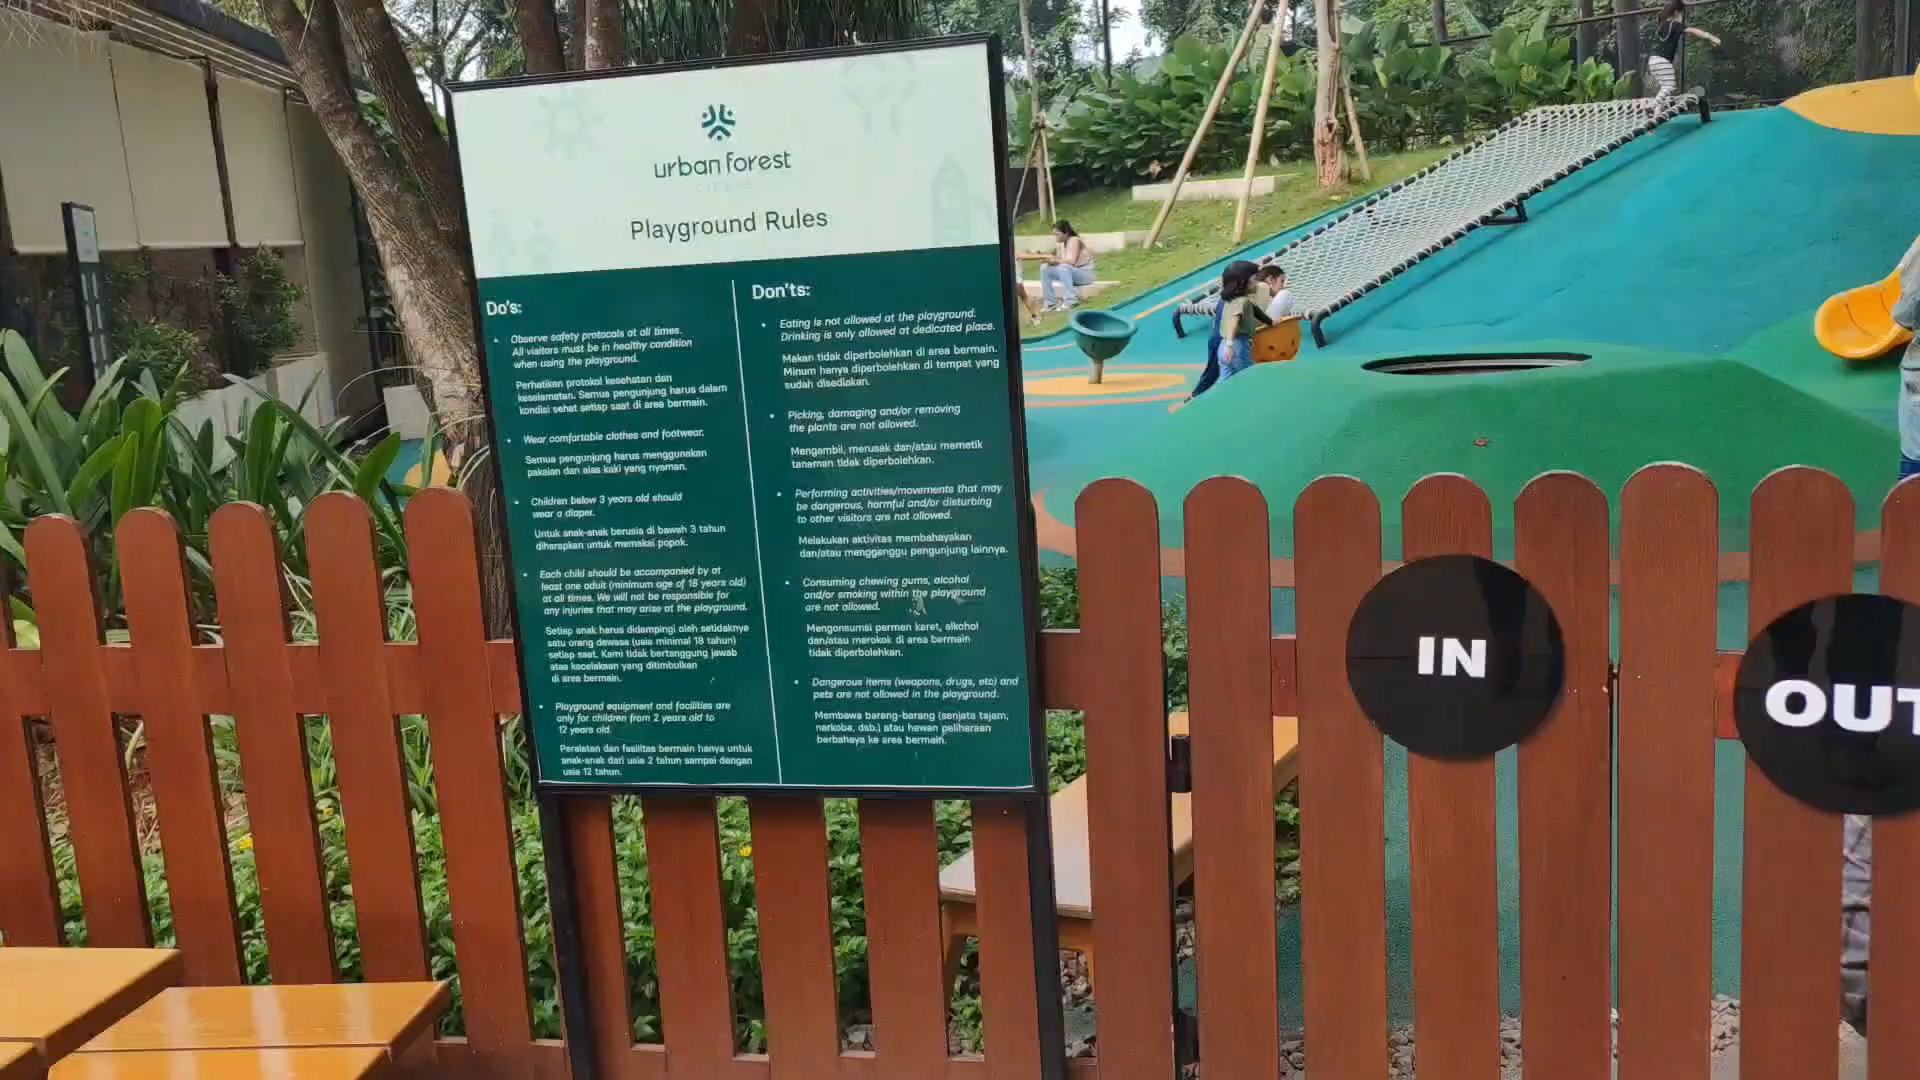 urban forest
CIPETE
Playground Rules
Do's:
• Observe safety protocols at all times.
All visitors must be in healthy condition
when using the playground.
Perhatikan protokol kesehatan dan
keselamatan. Semua pengunjung harus dalam
kondisi sehat setiap saat di area bermain.
• Wear comfortable clothes and footwear.
Semua pengunjung harus menggunakan
pakaian dan alas kaki yang nyaman.
• Children below 3 years old should
wear a diaper.
Untuk anak-anak berusia di bawah 3 tahun
diharapkan untuk memakai popok.
• Each child should be accompanied by at
least one adult (minimum age of 18 years old)
at all times. We will not be responsible for
any injuries that may arise at the playground.
Setiap anak harus didampingi oleh setidaknya
satu orang dewasa (usia minimal 18 tahun)
setiap saat. Kami tidak bertanggung jawab
atas kecelakaan yang ditimbulkan
di area bermain.
• Playground equipment and facilities are
only for children from 2 years old to
12 years old.
Peralatan dan fasilitas bermain hanya untuk
anak-anak dari usia 2 tahun sampai dengan
usia 12 tahun.
Don'ts:
• Eating is not allowed at the playground.
Drinking is only allowed at dedicated place.
Makan tidak diperbolehkan di area bermain.
Minum hanya diperbolehkan di tempat yang
sudah disediakan.
• Picking, damaging and/or removing
the plants are not allowed.
Mengambil, merusak dan/atau memetik
tanaman tidak diperbolehkan.
• Performing activities/movements that may
be dangerous, harmful and/or disturbing
to other visitors are not allowed.
Melakukan aktivitas membahayakan
dan/atau menggenggu pengunjung lainnya.
• Consuming chewing gums, alcohol
and/or smoking within the playground
are not allowed.
Mengonsumsi permen karet, alkohol
dan/atau merokok di area bermain
tidak diperbolehkan.
• Dangerous items (weapons, drugs, etc) and
pets are not allowed in the playground.
Membawa barang-barang (senjata tajam,
narkoba, dsb.) atau hewan peliharaan
berbahaya ke area bermain.
IN
OUT